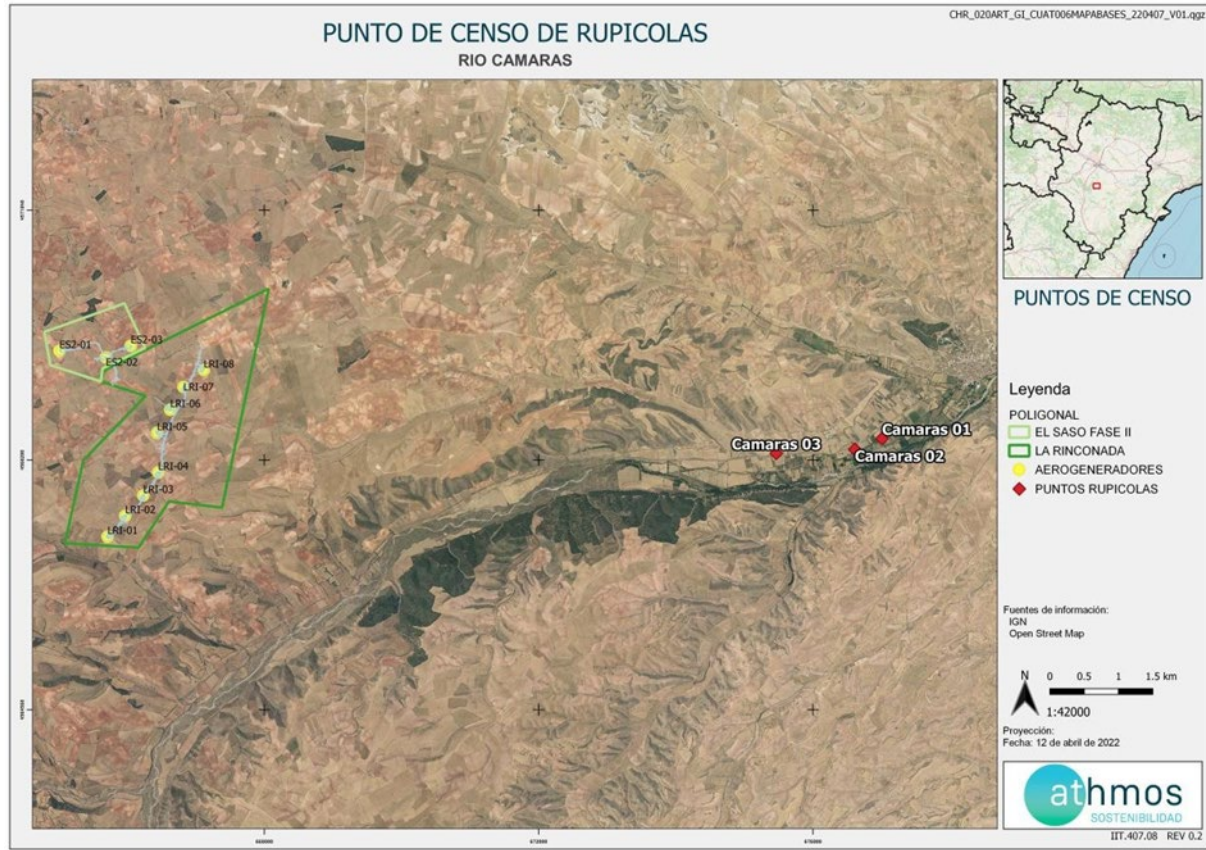 CHR_020ART_GI_CUAT006MAPABASES_220407_V01.qgz
PUNTO DE CENSO DE RUPICOLAS
RIO CAMARAS
PUNTOS DE CENSO
Leyenda
POLIGONAL
EL SASO FASE II
LA RINCONADA
AEROGENERADORES
PUNTOS RUPICOLAS
ES2-01
ES2-03
ES2-02
LRI-08
LRI-07
LRI-06
LRI-05
LRI-04
LRI-03
LRI-02
LRI-01
Camaras 01
Camaras 03
Camaras 02
Fuentes de información:
IGN
Open Street Map
N
0 0.5 1 1.5 km
1:42000
Proyección:
Fecha: 12 de abril de 2022
athmos
SOSTENIBILIDAD
IIT.407.08 REV 0.2